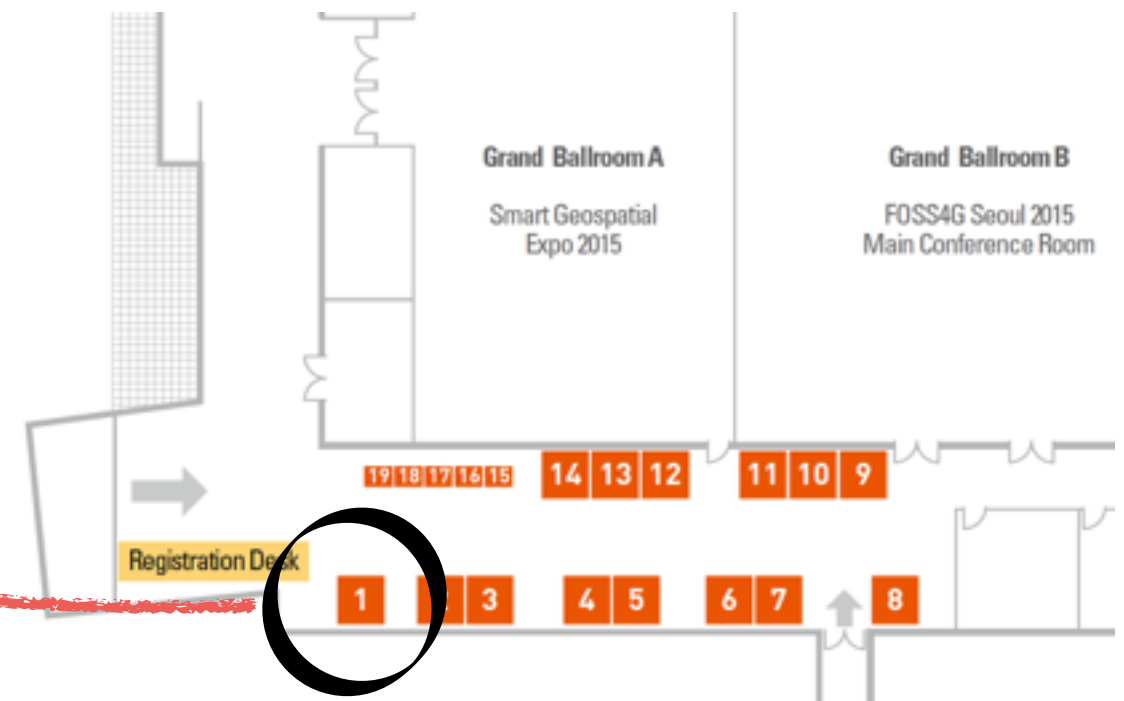 Grand Ballroom A
Smart Geospatial
Expo 2015
Grand Ballroom B
FOSS4G Seoul 2015
Main Conference Room
19 18 17 16 15 14 13 12 11 10 9
Registration Desk
1 2 3 4 5 6 7 8